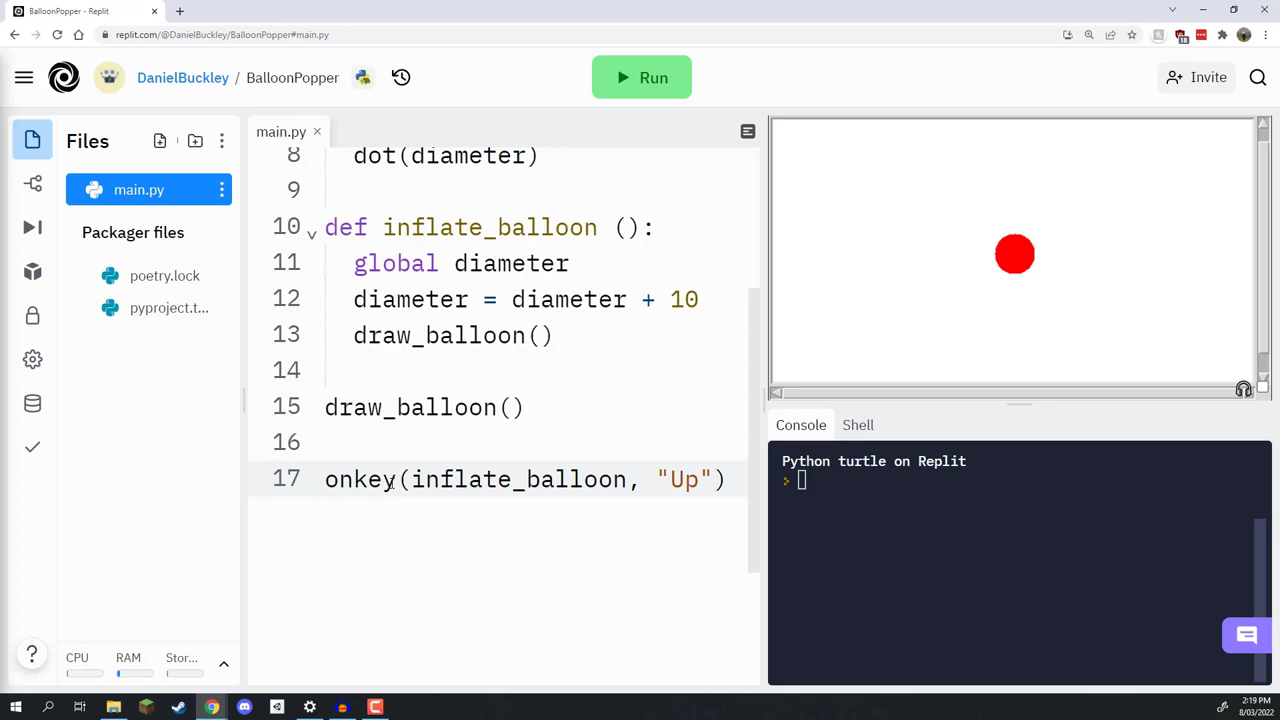 BalloonPopper - Replit
replit.com/@DanielBuckley/BalloonPopper#main.py
18
DanielBuckley / BalloonPopper
Run
Invite
Files
main.py
Packager files
poetry.lock
pyproject.t...
CPU
RAM
Stor...
main.py
8 dot(diameter)
9
10 def inflate_balloon ():
11 global diameter
12 diameter = diameter + 10
13 draw_balloon()
14
15 draw_balloon()
16
17 onkey(inflate_balloon, "Up")
Console Shell
Python turtle on Replit
2:19 PM
8/03/2022